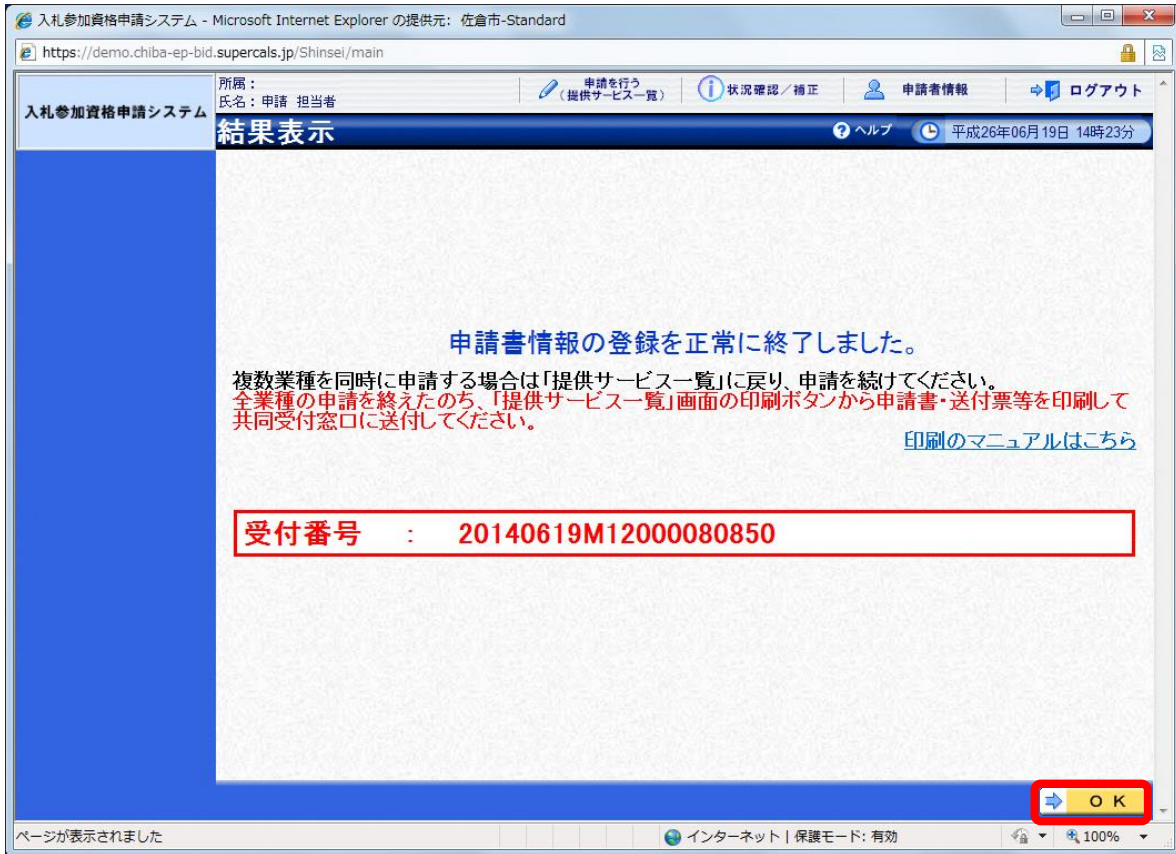 入札参加資格申請システム - Microsoft Internet Explorer の提供元: 佐倉市-Standard
https://demo.chiba-ep-bid.supercals.jp/Shinsei/main
入札参加資格申請システム
所属：
氏名：申請 担当者
申請を行う
（提供サービス一覧）
状況確認／補正
申請者情報
ログアウト
結果表示
ヘルプ
平成26年06月19日 14時23分
申請書情報の登録を正常に終了しました。
複数業種を同時に申請する場合は「提供サービス一覧」に戻り、申請を続けてください。
全業種の申請を終えたのち、「提供サービス一覧」画面の印刷ボタンから申請書・送付票等を印刷して
共同受付窓口に送付してください。
印刷のマニュアルはこちら
受付番号 ： 20140619M12000080850
ＯＫ
ページが表示されました
インターネット | 保護モード: 有効
100%